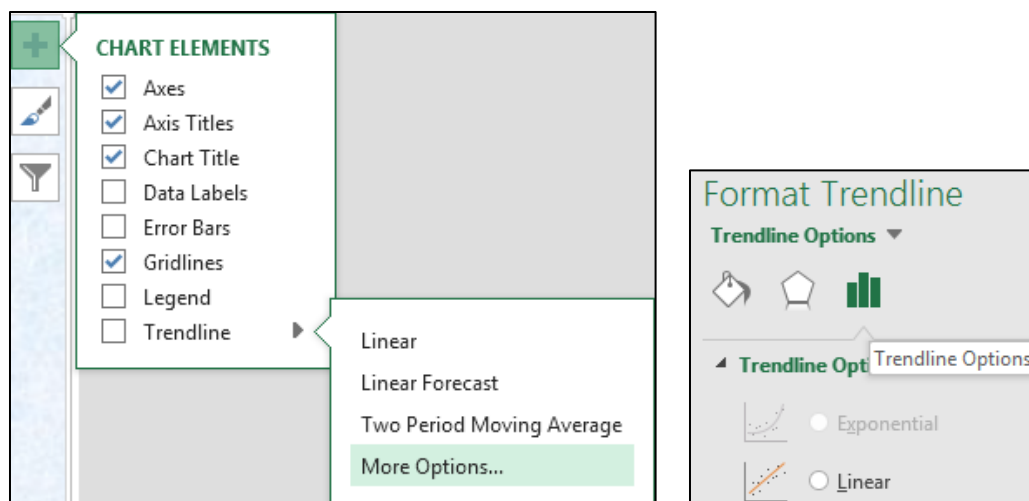 CHART ELEMENTS
Axes
Axis Titles
Chart Title
Data Labels
Error Bars
Gridlines
Legend
Trendline
Linear
Linear Forecast
Two Period Moving Average
More Options...
Format Trendline
Trendline Options
Trendline Opti
Trendline Options
Exponential
Linear